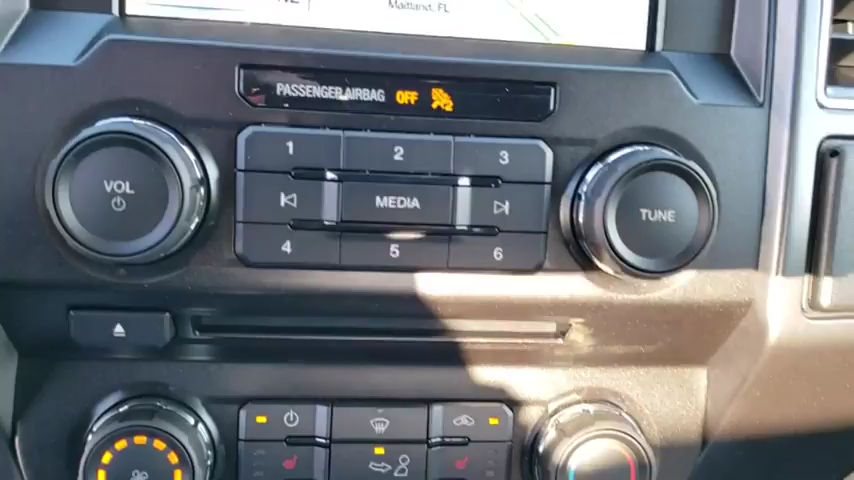 Maitland, FL
PASSENGER AIRBAG OFF
1 2 3
VOL MEDIA TUNE
4 5 6